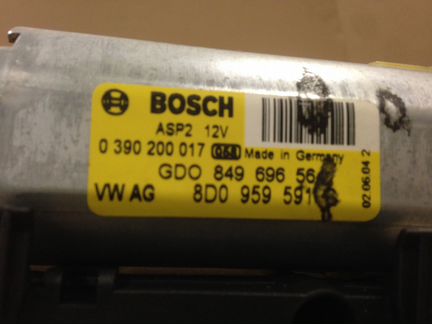 BOSCH
ASP2 12V
0 390 200 017 064 Made in Germany
GDO 849 696 56
VW AG 8D0 959 591
02.06.04 2